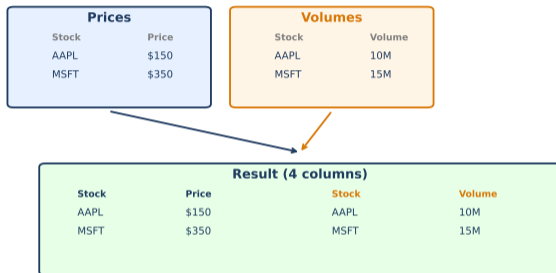 Prices
Stock Price
AAPL $150
MSFT $350
Volumes
Stock Volume
AAPL 10M
MSFT 15M
Result (4 columns)
Stock Price Stock Volume
AAPL $150 AAPL 10M
MSFT $350 MSFT 15M